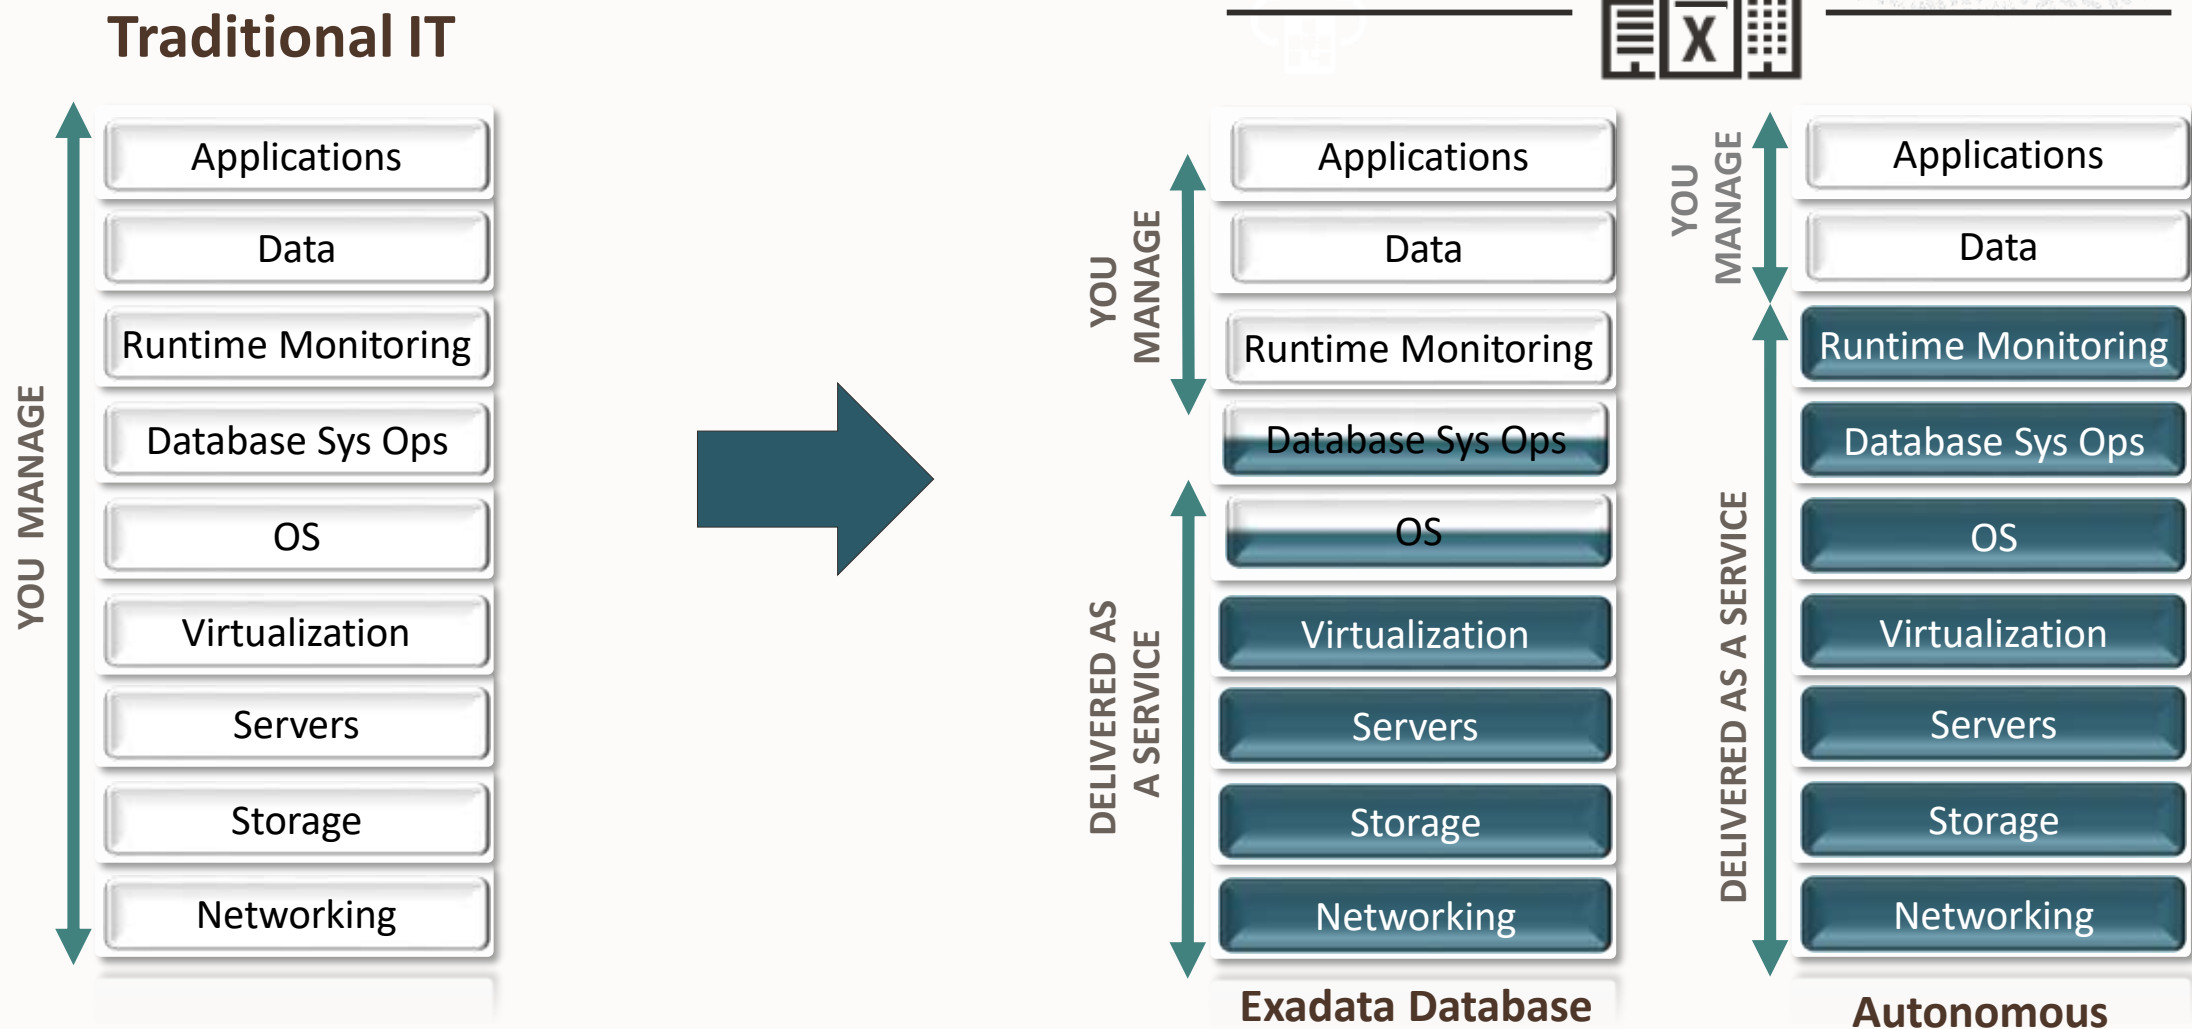 Traditional IT
X
YOU MANAGE
Applications
Data
Runtime Monitoring
Database Sys Ops
OS
Virtualization
Servers
Storage
Networking
YOU
MANAGE
DELIVERED AS
A SERVICE
Applications
Data
Runtime Monitoring
Database Sys Ops
OS
Virtualization
Servers
Storage
Networking
Exadata Database
YOU
MANAGE
DELIVERED AS A SERVICE
Applications
Data
Runtime Monitoring
Database Sys Ops
OS
Virtualization
Servers
Storage
Networking
Autonomous